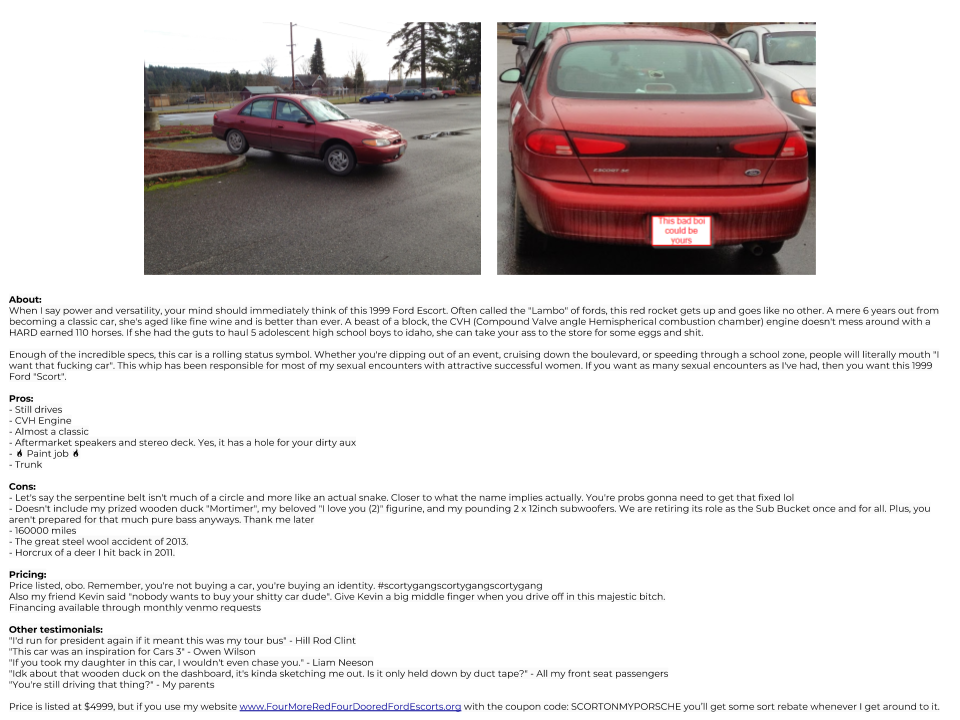 This bad boi
could be
yours
ESCORT SE
Ford
About:
When I say power and versatility, your mind should immediately think of this 1999 Ford Escort. Often called the "Lambo" of fords, this red rocket gets up and goes like no other. A mere 6 years out from
becoming a classic car, she's aged like fine wine and is better than ever. A beast of a block, the CVH (Compound Valve angle Hemispherical combustion chamber) engine doesn't mess around with a
HARD earned 110 horses. If she had the guts to haul 5 adolescent high school boys to idaho, she can take your ass to the store for some eggs and shit.
Enough of the incredible specs, this car is a rolling status symbol. Whether you're dipping out of an event, cruising down the boulevard, or speeding through a school zone, people will literally mouth "I
want that fucking car". This whip has been responsible for most of my sexual encounters with attractive successful women. If you want as many sexual encounters as I've had, then you want this 1999
Ford "Scort".
Pros:
- Still drives
- CVH Engine
- Almost a classic
- Aftermarket speakers and stereo deck. Yes, it has a hole for your dirty aux
- 🔥 Paint job 🔥
- Trunk
Cons:
- Let's say the serpentine belt isn't much of a circle and more like an actual snake. Closer to what the name implies actually. You're probs gonna need to get that fixed lol
- Doesn't include my prized wooden duck "Mortimer", my beloved "I love you (2)" figurine, and my pounding 2 x 12inch subwoofers. We are retiring its role as the Sub Bucket once and for all. Plus, you
aren't prepared for that much pure bass anyways. Thank me later
- 160000 miles
- The great steel wool accident of 2013.
- Horcrux of a deer I hit back in 2011.
Pricing:
Price listed, obo. Remember, you're not buying a car, you're buying an identity. #scortygangscortygangscortygang
Also my friend Kevin said "nobody wants to buy your shitty car dude". Give Kevin a big middle finger when you drive off in this majestic bitch.
Financing available through monthly venmo requests
Other testimonials:
"I'd run for president again if it meant this was my tour bus" - Hill Rod Clint
"This car was an inspiration for Cars 3" - Owen Wilson
"If you took my daughter in this car, I wouldn't even chase you." - Liam Neeson
"Idk about that wooden duck on the dashboard, it's kinda sketching me out. Is it only held down by duct tape?" - All my front seat passengers
"You're still driving that thing?" - My parents
Price is listed at $4999, but if you use my website www.FourMoreRedFourDooredFordEscorts.org with the coupon code: SCORTONMYPORSCHE you'll get some sort rebate whenever I get around to it.